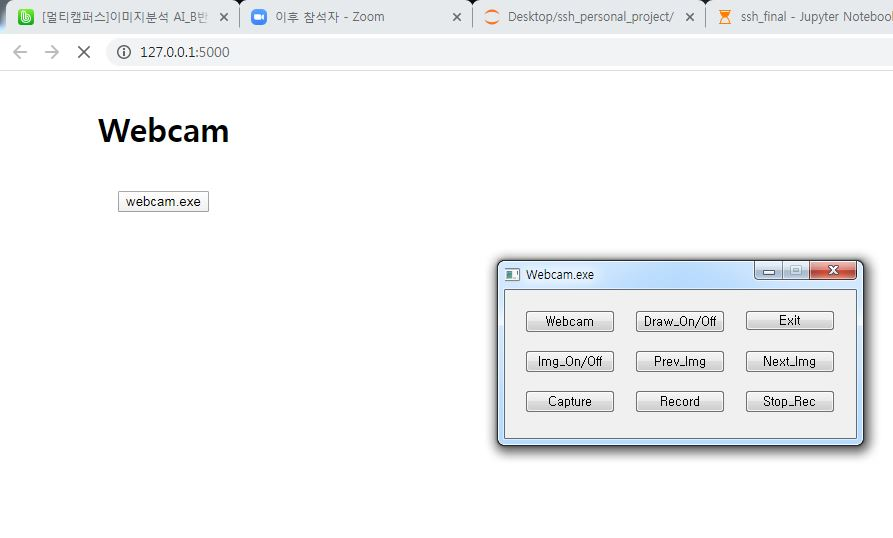 [멀티캠퍼스]이미지분석 AI_B반
이후 참석자 - Zoom
Desktop/ssh_personal_project/
ssh_final - Jupyter Notebook
127.0.0.1:5000
Webcam
webcam.exe
Webcam.exe
Webcam Draw_On/Off Exit
Img_On/Off Prev_Img Next_Img
Capture Record Stop_Rec